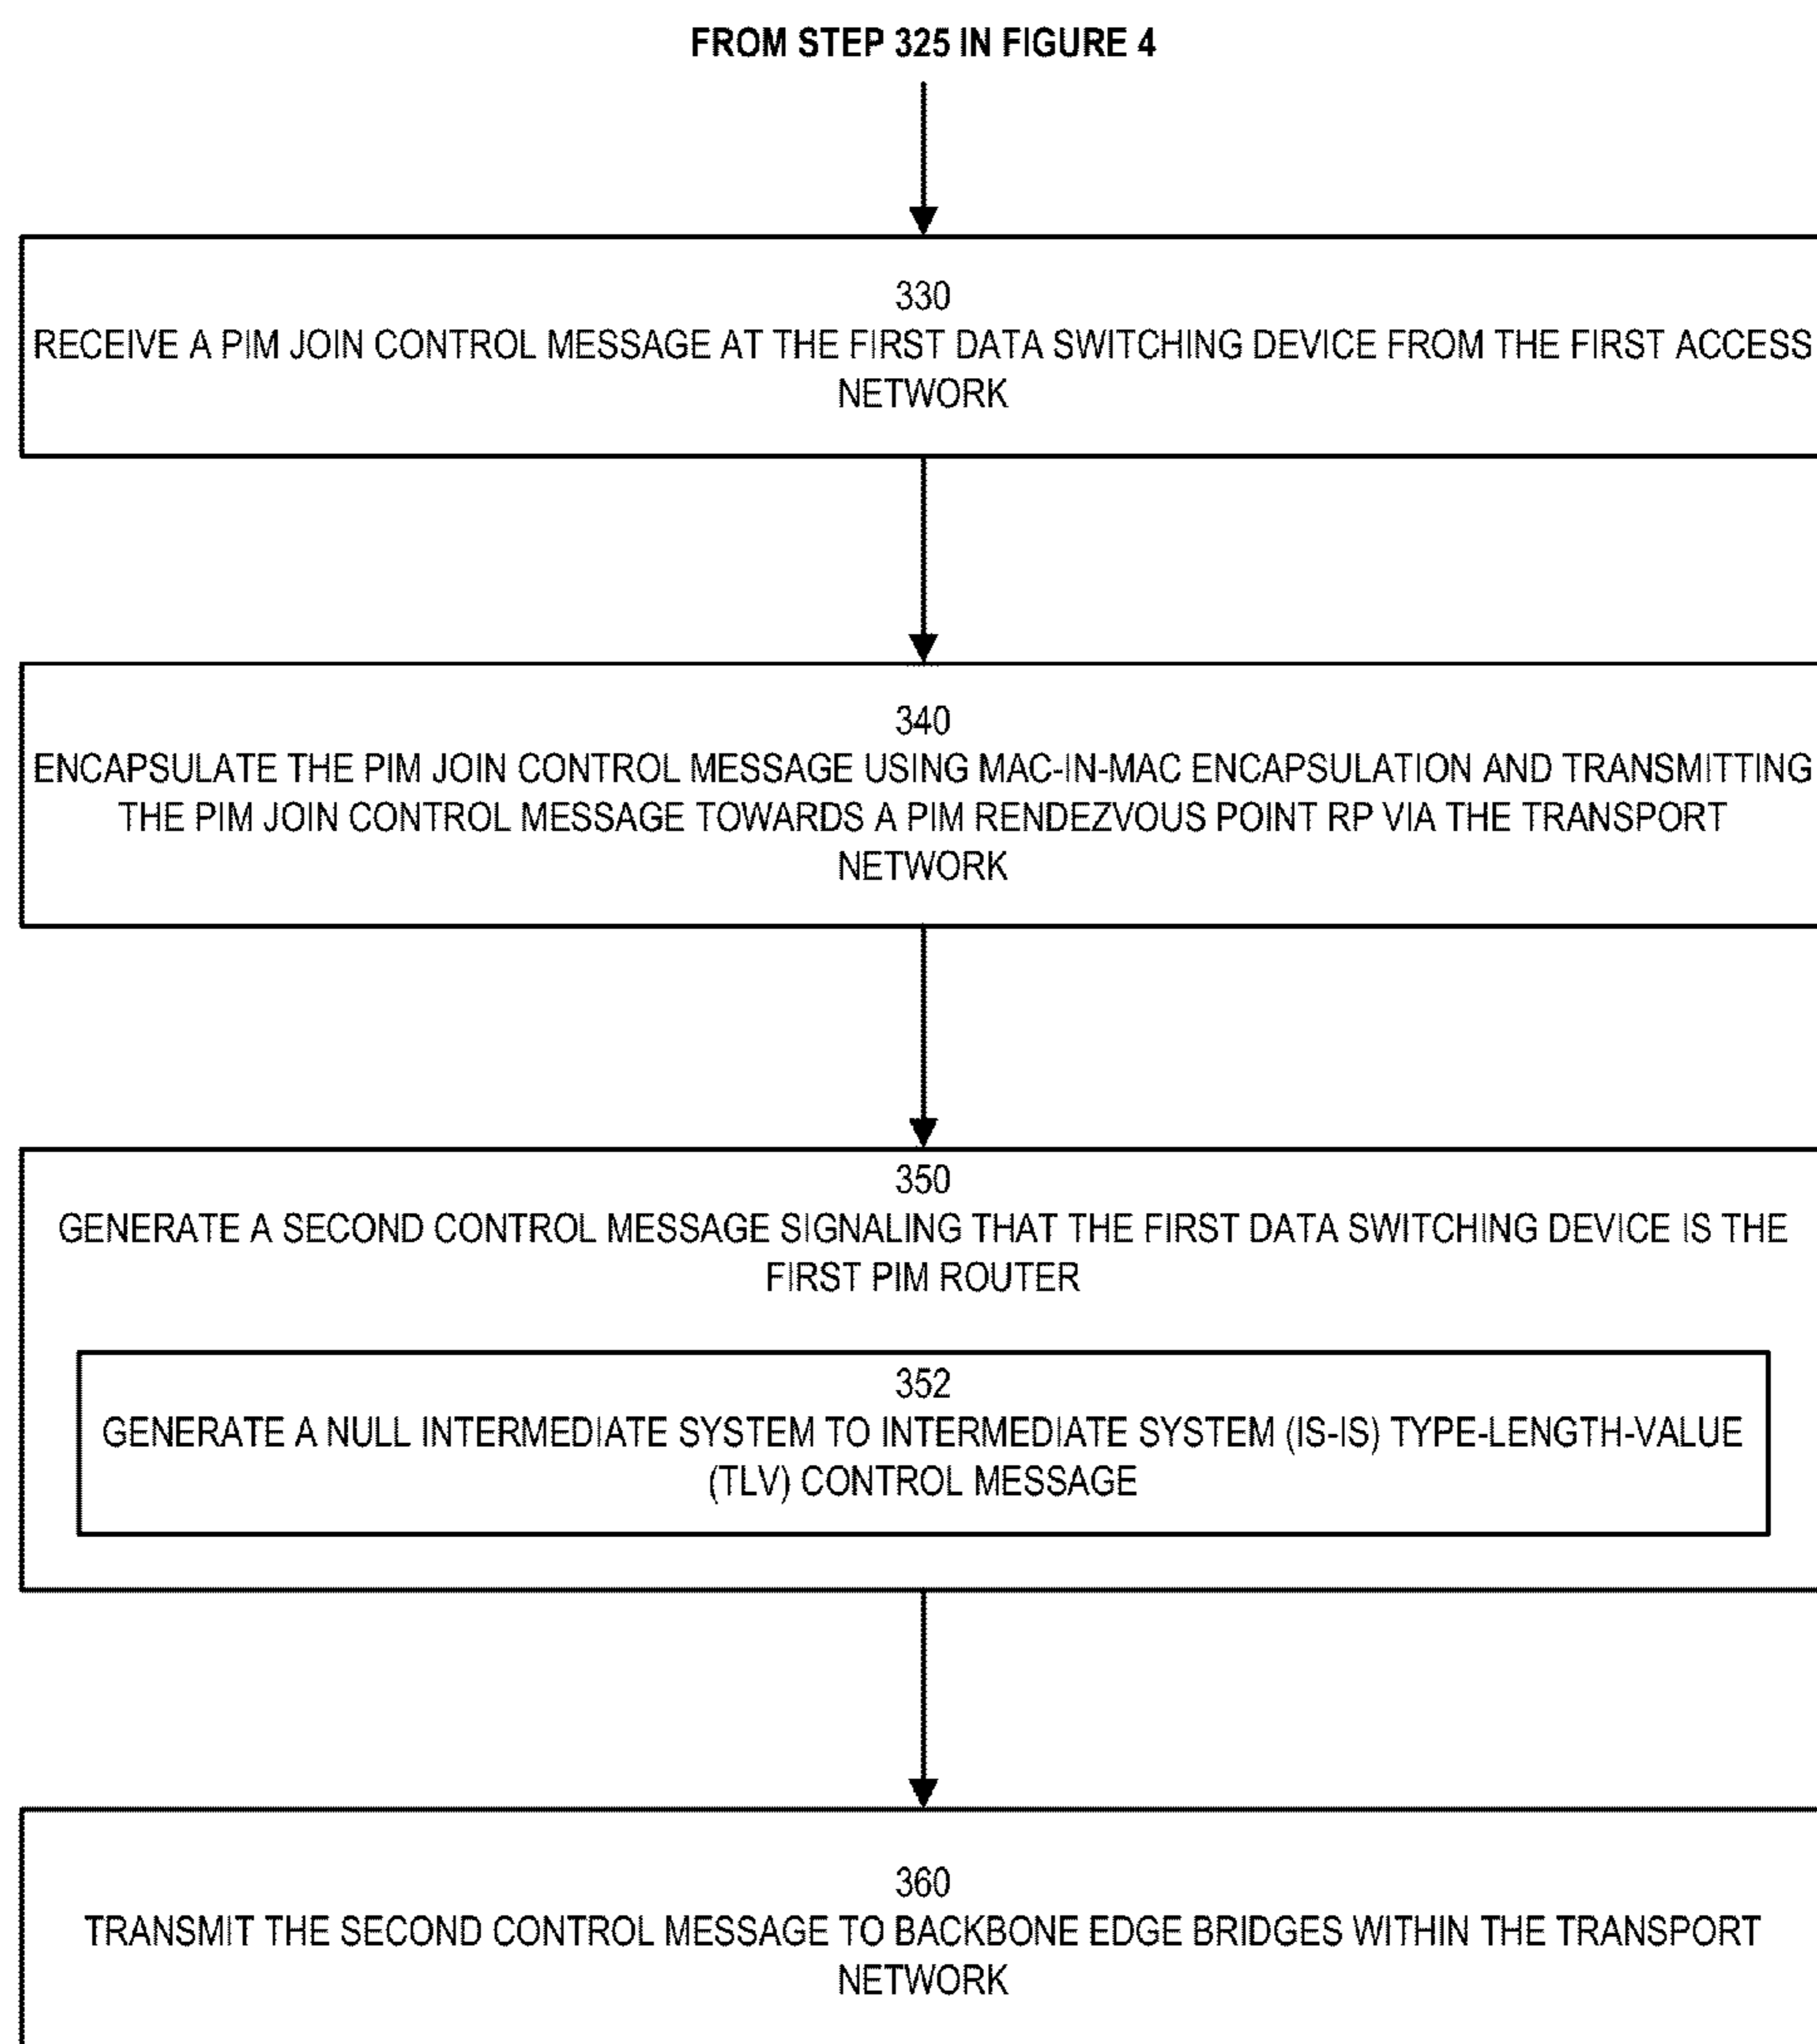 FROM STEP 325 IN FIGURE 4
330
RECEIVE A PIM JOIN CONTROL MESSAGE AT THE FIRST DATA SWITCHING DEVICE FROM THE FIRST ACCESS
NETWORK
340
ENCAPSULATE THE PIM JOIN CONTROL MESSAGE USING MAC-IN-MAC ENCAPSULATION AND TRANSMITTING
THE PIM JOIN CONTROL MESSAGE TOWARDS A PIM RENDEZVOUS POINT RP VIA THE TRANSPORT
NETWORK
350
GENERATE A SECOND CONTROL MESSAGE SIGNALING THAT THE FIRST DATA SWITCHING DEVICE IS THE
FIRST PIM ROUTER
352
GENERATE A NULL INTERMEDIATE SYSTEM TO INTERMEDIATE SYSTEM (IS-IS) TYPE-LENGTH-VALUE
(TLV) CONTROL MESSAGE
360
TRANSMIT THE SECOND CONTROL MESSAGE TO BACKBONE EDGE BRIDGES WITHIN THE TRANSPORT
NETWORK